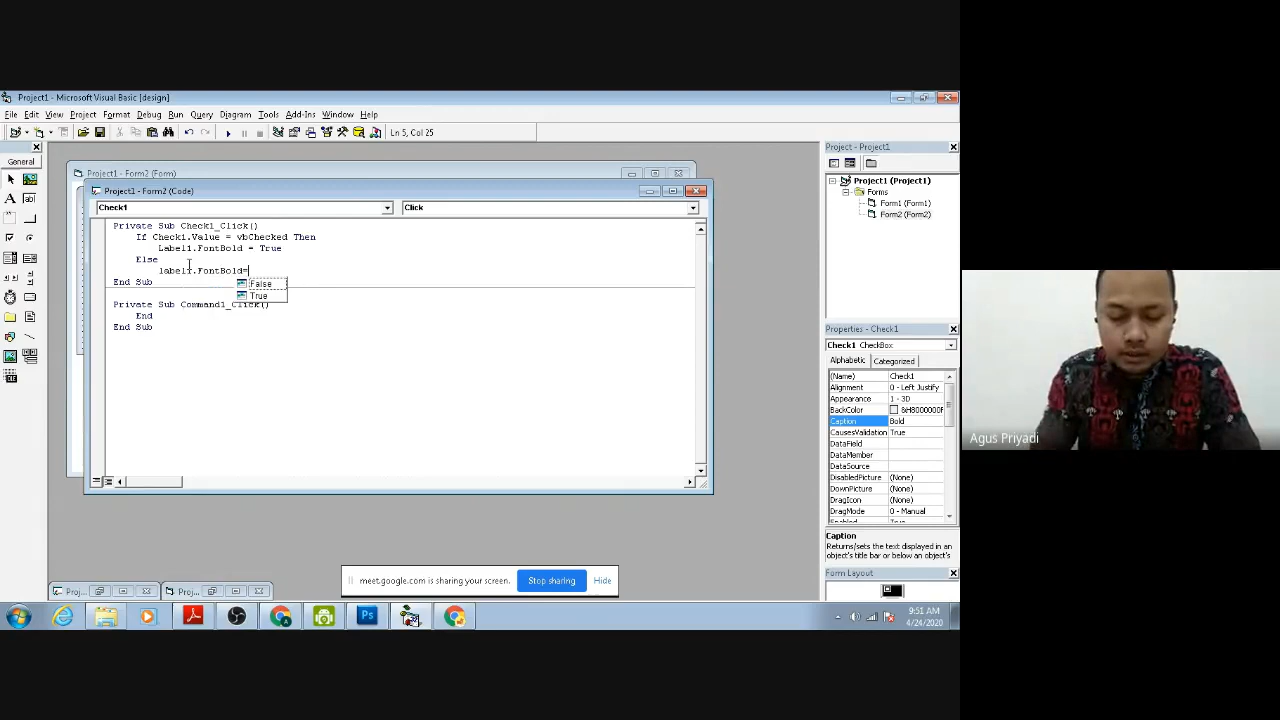 Project1 - Microsoft Visual Basic [design]
File Edit View Project Format Debug Run Query Diagram Tools Add-Ins Window Help
Ln 5, Col 25
General
Project1 - Form2 (Form)
Project1 - Form2 (Code)
Check1
Click
Private Sub Check1_Click()
If Check1.Value = vbChecked Then
Label1.FontBold = True
Else
label1.FontBold=
End Sub
False
True
Private Sub Command1_Click()
End
End Sub
Project - Project1
Project1 (Project1)
Forms
Form1 (Form1)
Form2 (Form2)
Properties - Check1
Check1 CheckBox
Alphabetic Categorized
(Name) Check1
Alignment 0 - Left Justify
Appearance 1 - 3D
BackColor &H8000000F
Caption Bold
CausesValidation True
DataField
DataMember
DataSource
DisabledPicture (None)
DownPicture (None)
DragIcon (None)
DragMode 0 - Manual
Enabled True
Caption
Returns/sets the text displayed in an
object's title bar or below an object's
Form Layout
Proj...
Proj...
meet.google.com is sharing your screen.
Stop sharing
Hide
9:51 AM
4/24/2020
Agus Priyadi